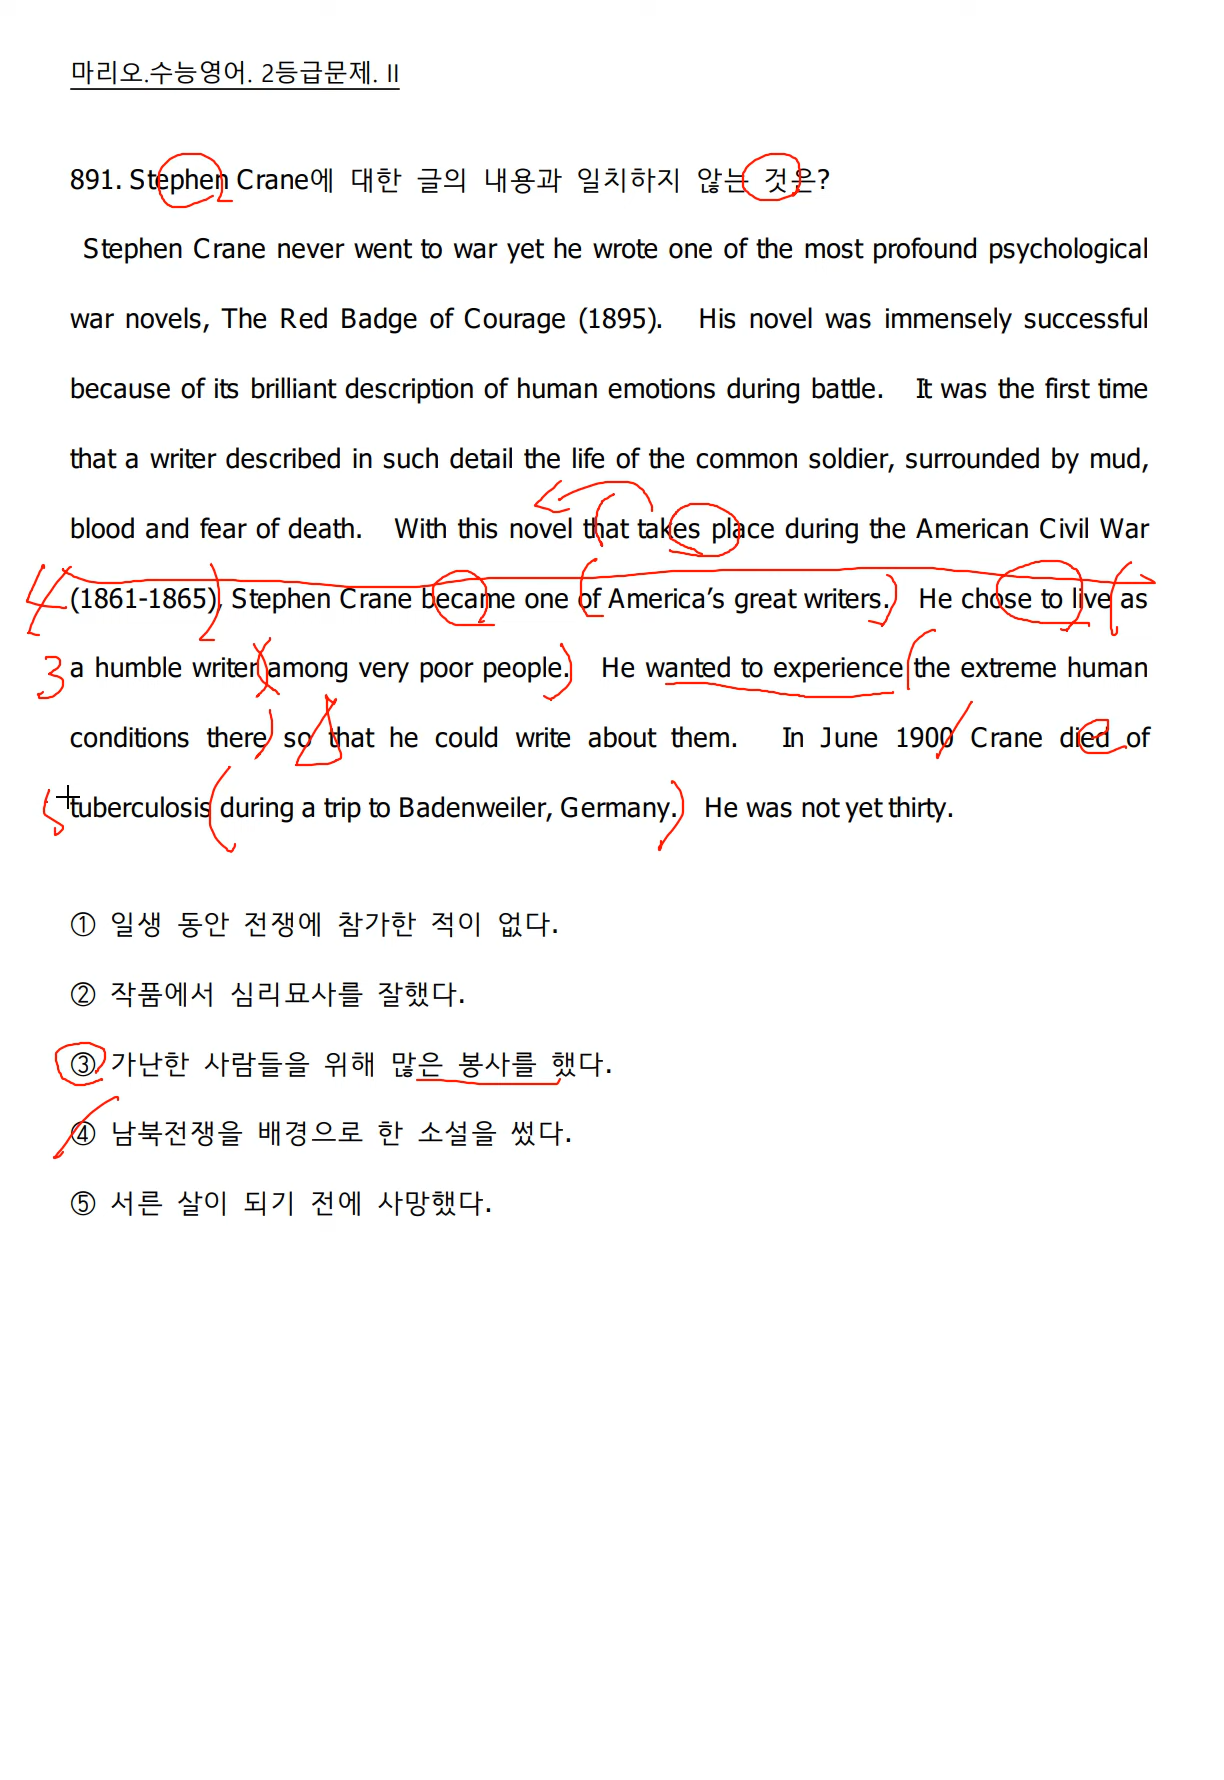 마리오.수능영어. 2등급문제. II
891. Stephen Crane에 대한 글의 내용과 일치하지 않는 것은?
Stephen Crane never went to war yet he wrote one of the most profound psychological
war novels, The Red Badge of Courage (1895). His novel was immensely successful
because of its brilliant description of human emotions during battle. It was the first time
that a writer described in such detail the life of the common soldier, surrounded by mud,
blood and fear of death. With this novel that takes place during the American Civil War
4 (1861-1865), Stephen Crane became one of America’s great writers. He chose to live as
3 a humble writer among very poor people. He wanted to experience the extreme human
conditions there so that he could write about them. In June 1900 Crane died of
5 tuberculosis during a trip to Badenweiler, Germany. He was not yet thirty.
① 일생 동안 전쟁에 참가한 적이 없다.
② 작품에서 심리묘사를 잘했다.
③ 가난한 사람들을 위해 많은 봉사를 했다.
④ 남북전쟁을 배경으로 한 소설을 썼다.
⑤ 서른 살이 되기 전에 사망했다.